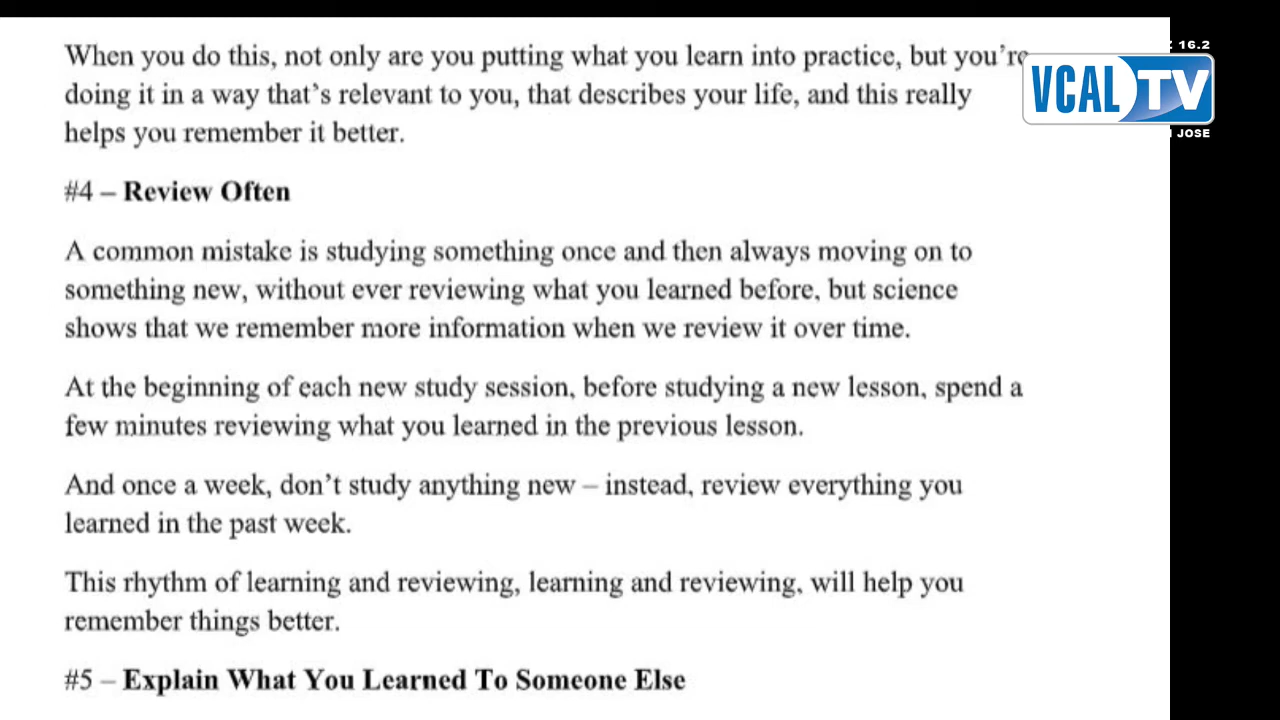 When you do this, not only are you putting what you learn into practice, but you're
doing it in a way that's relevant to you, that describes your life, and this really
helps you remember it better.
#4 – Review Often
A common mistake is studying something once and then always moving on to
something new, without ever reviewing what you learned before, but science
shows that we remember more information when we review it over time.
At the beginning of each new study session, before studying a new lesson, spend a
few minutes reviewing what you learned in the previous lesson.
And once a week, don't study anything new – instead, review everything you
learned in the past week.
This rhythm of learning and reviewing, learning and reviewing, will help you
remember things better.
#5 – Explain What You Learned To Someone Else
16.2
VCAL TV
JOSE